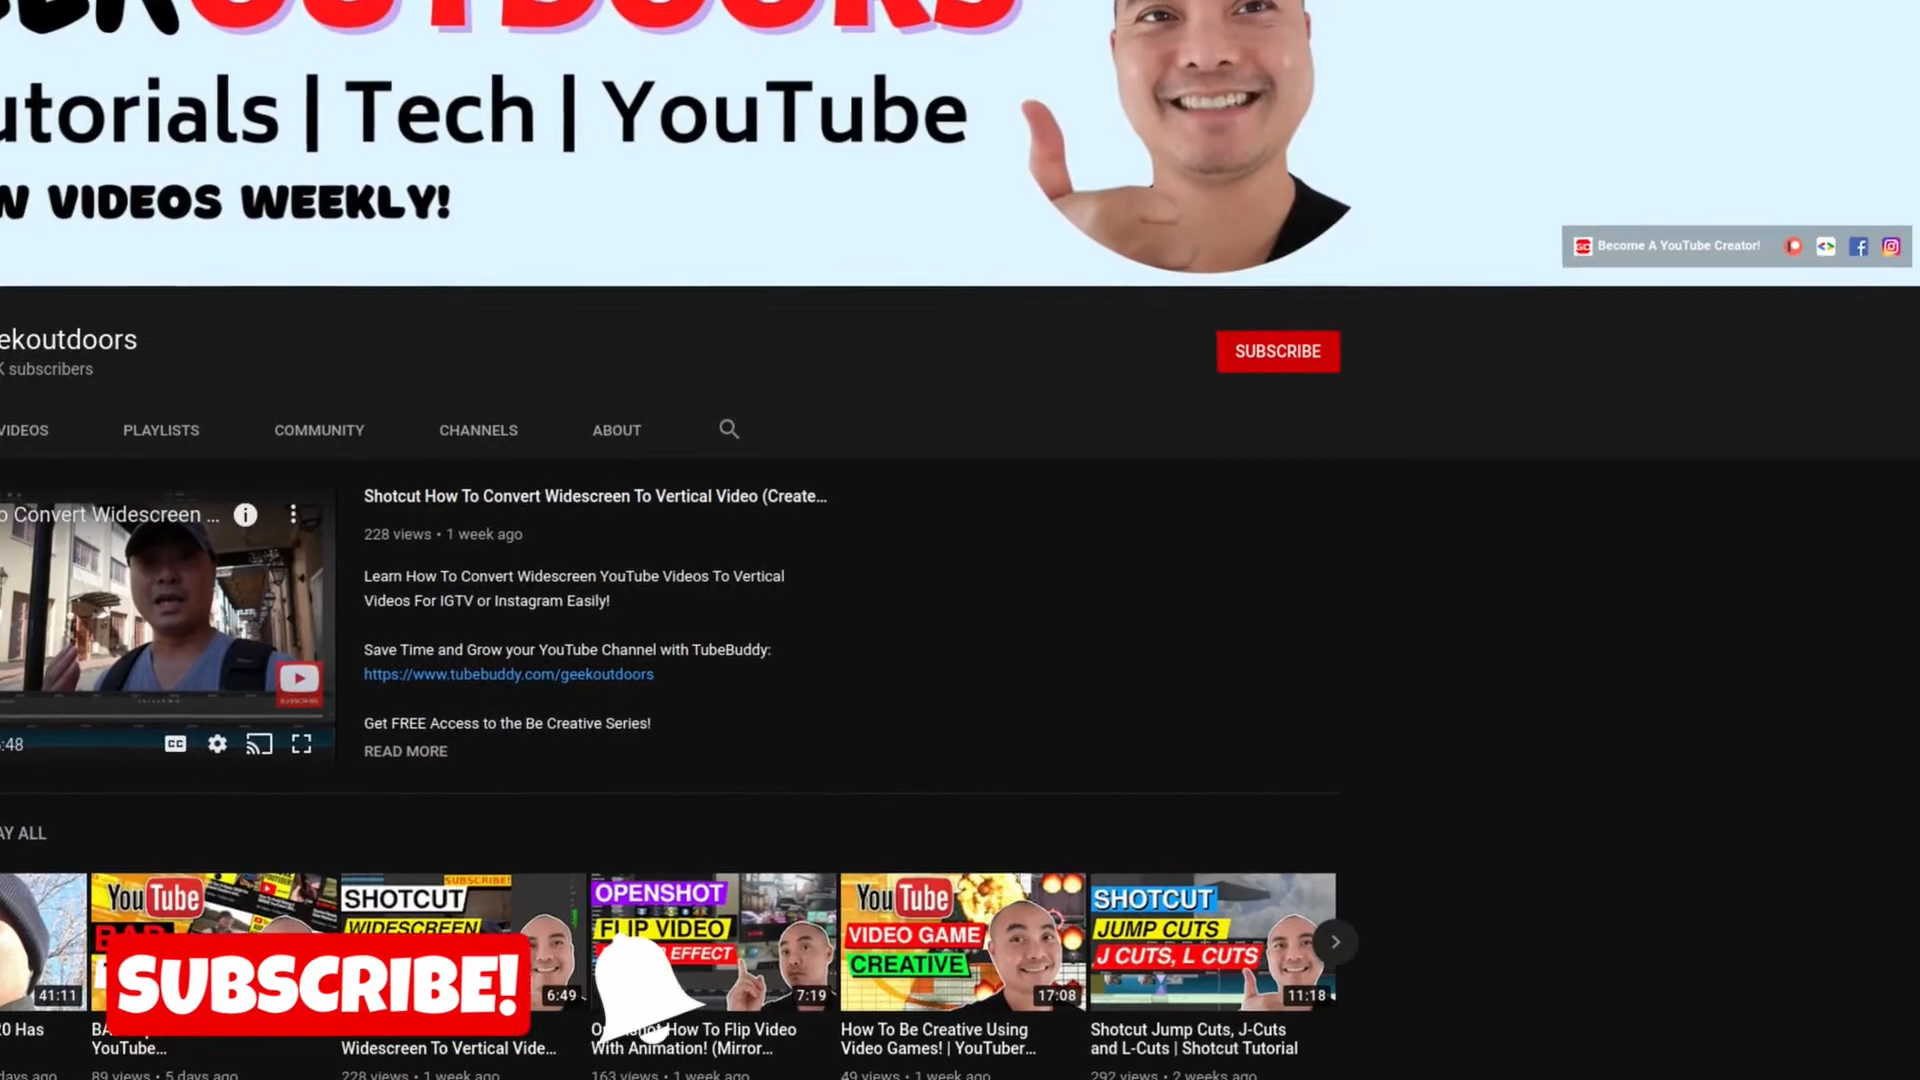 OUTDOORS
utorials | Tech | YouTube
W VIDEOS WEEKLY!
Become A YouTube Creator!
ekoutdoors
K subscribers
SUBSCRIBE
VIDEOS
PLAYLISTS
COMMUNITY
CHANNELS
ABOUT
o Convert Widescreen ...
:48
CC
Shotcut How To Convert Widescreen To Vertical Video (Create...
228 views • 1 week ago
Learn How To Convert Widescreen YouTube Videos To Vertical
Videos For IGTV or Instagram Easily!
Save Time and Grow your YouTube Channel with TubeBuddy:
https://www.tubebuddy.com/geekoutdoors
Get FREE Access to the Be Creative Series!
READ MORE
AY ALL
41:11
0 Has
days ago
YouTube
BAD
YouTube...
89 views • 5 days ago
SUBSCRIBE!
SUBSCRIBE!
SHOTCUT
WIDESCREEN
6:49
Widescreen To Vertical Vide...
228 views • 1 week ago
OPENSHOT
FLIP VIDEO
EFFECT
7:19
How To Flip Video
With Animation! (Mirror...
163 views • 1 week ago
YouTube
VIDEO GAME
CREATIVE
17:08
How To Be Creative Using
Video Games! | YouTuber...
49 views • 1 week ago
SHOTCUT
JUMP CUTS
J CUTS, L CUTS
11:18
Shotcut Jump Cuts, J-Cuts
and L-Cuts | Shotcut Tutorial
292 views • 2 weeks ago